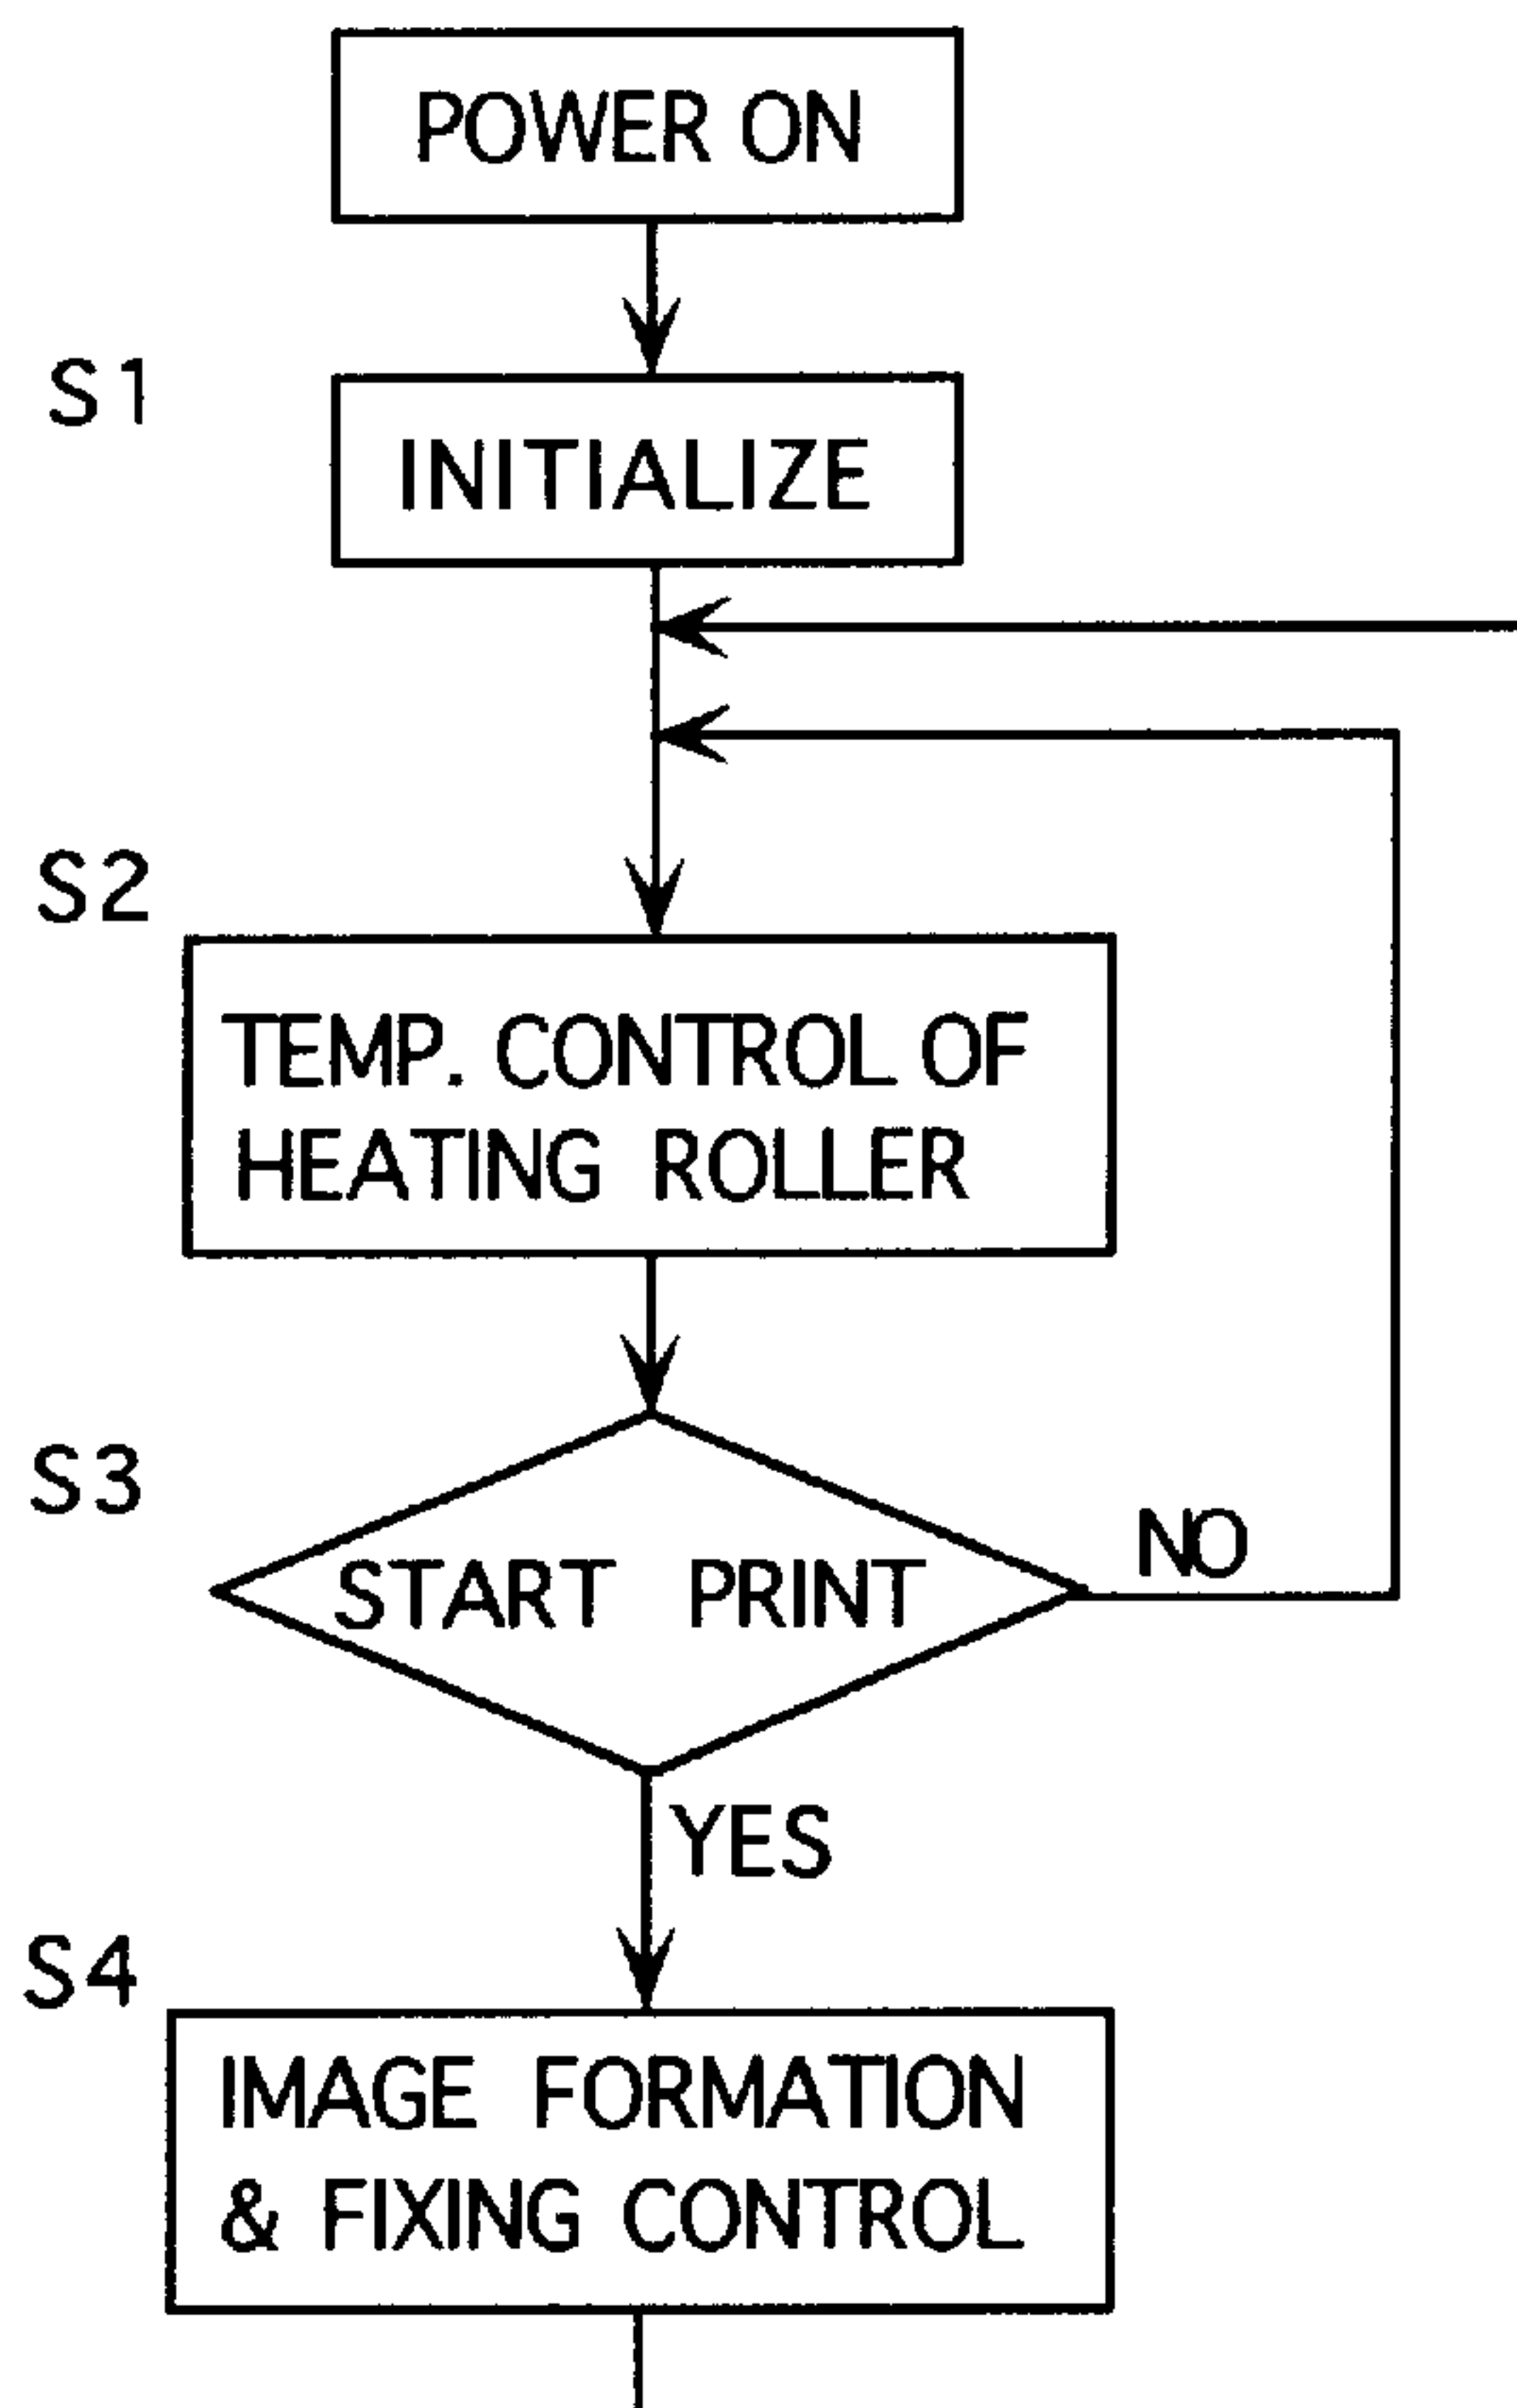 POWER ON
S1
INITIALIZE
S2
TEMP. CONTROL OF
HEATING ROLLER
S3
START PRINT
NO
YES
S4
IMAGE FORMATION
& FIXING CONTROL